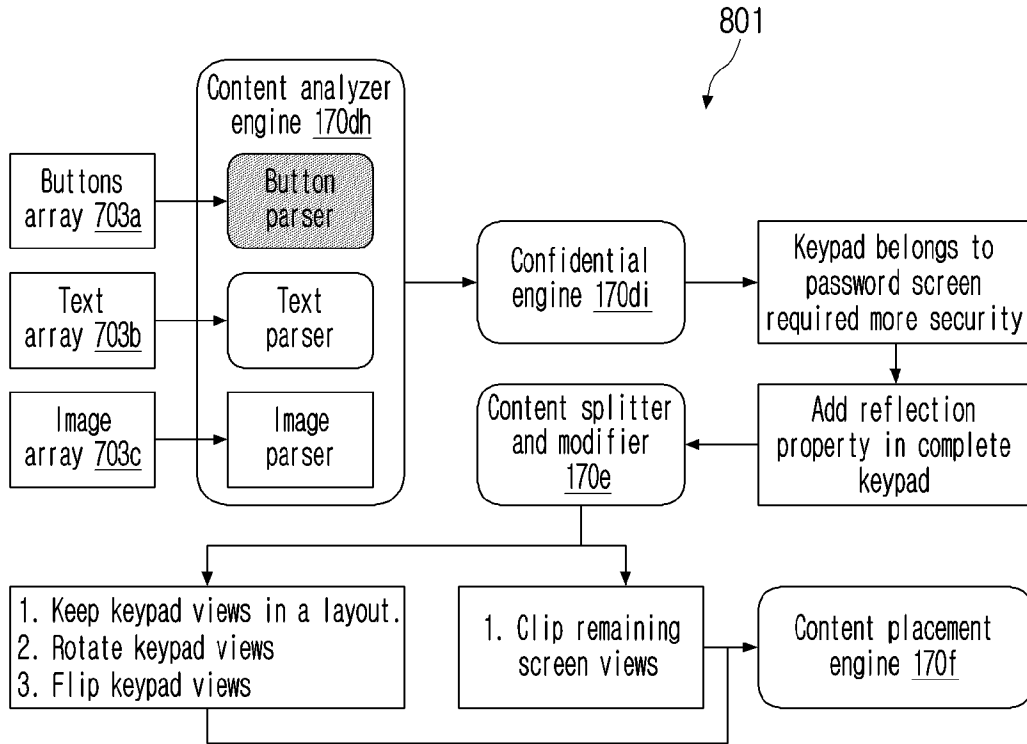 801
Content analyzer
engine 170dh
Buttons
array 703a
Button
parser
Text
array 703b
Text
parser
Image
array 703c
Image
parser
Confidential
engine 170di
Keypad belongs to
password screen
required more security
Add reflection
property in complete
keypad
Content splitter
and modifier
170e
1. Keep keypad views in a layout.
2. Rotate keypad views
3. Flip keypad views
1. Clip remaining
screen views
Content placement
engine 170f